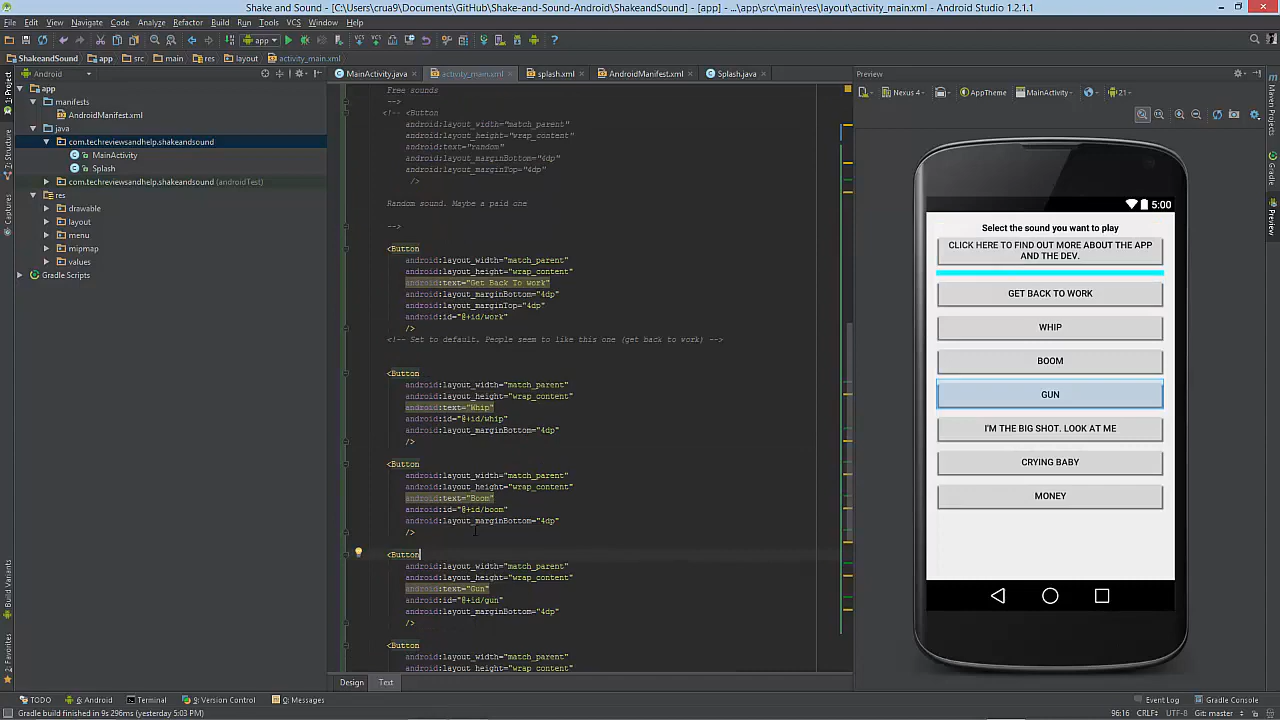 Shake and Sound - C:\Users\crua9\Documents\GitHub\Shake-and-Sound-Android\ShakeandSound] - [app] - ...\app\src\main\res\layout\activity_main.xml - Android Studio 1.2.1.1
File Edit View Navigate Code Analyze Refactor Build Run Tools VCS Window Help
app
ShakeandSound app src main res layout activity_main.xml
Android
MainActivity.java activity_main.xml splash.xml AndroidManifest.xml Splash.java
Preview
1: Project
Structure
Captures
Build Variants
2: Favorites
app
manifests
AndroidManifest.xml
java
com.techreviewsandhelp.shakeandsound
MainActivity
Splash
com.techreviewsandhelp.shakeandsound (androidTest)
res
drawable
layout
menu
mipmap
values
Gradle Scripts
Free sounds
-->
<!-- <Button
android:layout_width="match_parent"
android:layout_height="wrap_content"
android:text="random"
android:layout_marginBottom="4dp"
android:layout_marginTop="4dp"
/>
Random sound. Maybe a paid one
-->
<Button
android:layout_width="match_parent"
android:layout_height="wrap_content"
android:text="Get Back To work"
android:layout_marginBottom="4dp"
android:layout_marginTop="4dp"
android:id="@+id/work"
/>
<!-- Set to default. People seem to like this one (get back to work) -->
<Button
android:layout_width="match_parent"
android:layout_height="wrap_content"
android:text="Whip"
android:id="@+id/whip"
android:layout_marginBottom="4dp"
/>
<Button
android:layout_width="match_parent"
android:layout_height="wrap_content"
android:text="Boom"
android:id="@+id/boom"
android:layout_marginBottom="4dp"
/>
<Button
android:layout_width="match_parent"
android:layout_height="wrap_content"
android:text="Gun"
android:id="@+id/gun"
android:layout_marginBottom="4dp"
/>
<Button
android:layout_width="match_parent"
android:layout_height="wrap_content"
Design Text
Nexus 4 AppTheme MainActivity 21
5:00
Select the sound you want to play
CLICK HERE TO FIND OUT MORE ABOUT THE APP
AND THE DEV.
GET BACK TO WORK
WHIP
BOOM
GUN
I'M THE BIG SHOT. LOOK AT ME
CRYING BABY
MONEY
Maven Projects
Gradle
Preview
TODO 6: Android Terminal 9: Version Control 0: Messages
Event Log Gradle Console
Gradle build finished in 9s 296ms (yesterday 5:03 PM)
96:16 CRLF UTF-8 Git: master